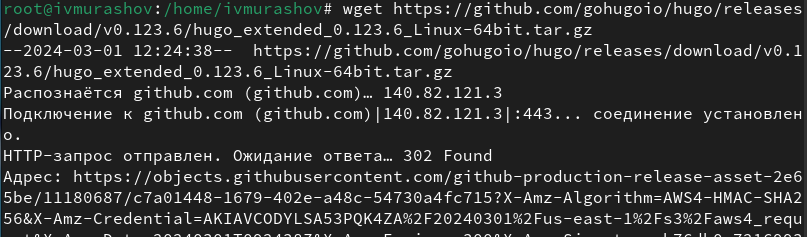 root@ivmurashov:/home/ivmurashov# wget https://github.com/gohugoio/hugo/releases
/download/v0.123.6/hugo_extended_0.123.6_Linux-64bit.tar.gz
--2024-03-01 12:24:38--  https://github.com/gohugoio/hugo/releases/download/v0.1
23.6/hugo_extended_0.123.6_Linux-64bit.tar.gz
Распознаётся github.com (github.com)… 140.82.121.3
Подключение к github.com (github.com)|140.82.121.3|:443... соединение установлен
о.
HTTP-запрос отправлен. Ожидание ответа… 302 Found
Адрес: https://objects.githubusercontent.com/github-production-release-asset-2e6
5be/11180687/c7a01448-1679-402e-a48c-54730a4fc715?X-Amz-Algorithm=AWS4-HMAC-SHA2
56&X-Amz-Credential=AKIAVCODYLSA53PQK4ZA%2F20240301%2Fus-east-1%2Fs3%2Faws4_requ